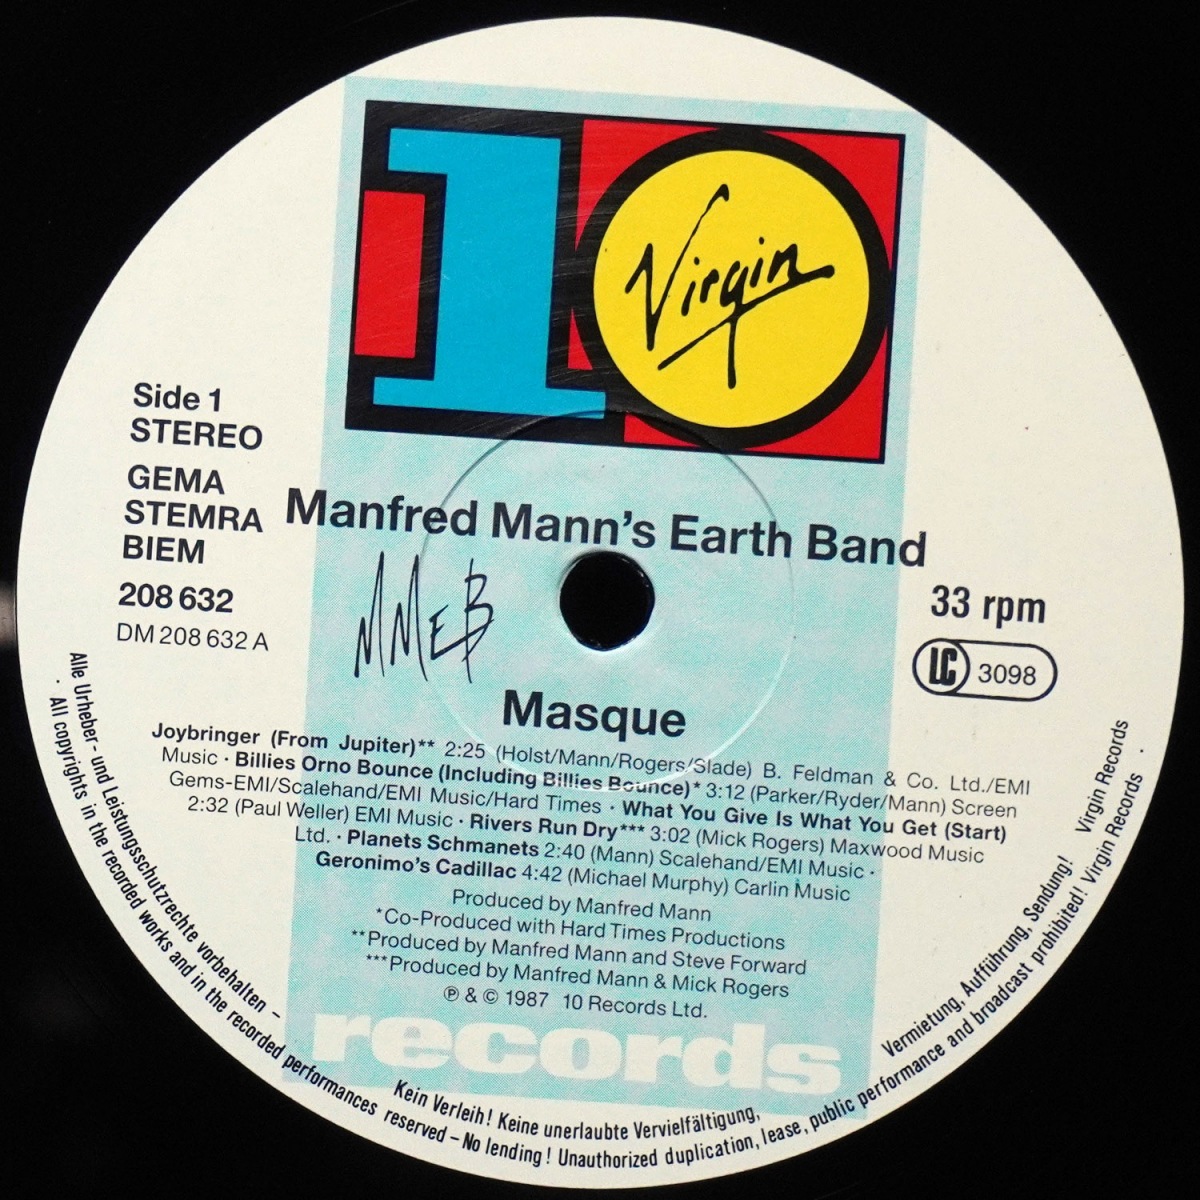 10
Virgin
Side 1
STEREO
GEMA
STEMRA
BIEM
208 632
DM 208 632 A
Manfred Mann's Earth Band
MMEB
33 rpm
LC 3098
Masque
Joybringer (From Jupiter)** 2:25 (Holst/Mann/Rogers/Slade) B. Feldman & Co. Ltd./EMI
Music · Billies Orno Bounce (Including Billies Bounce)* 3:12 (Parker/Ryder/Mann) Screen
Gems-EMI/Scalehand/EMI Music/Hard Times · What You Give Is What You Get (Start)
2:32 (Paul Weller) EMI Music · Rivers Run Dry*** 3:02 (Mick Rogers) Maxwood Music
Ltd. · Planets Schmanets 2:40 (Mann) Scalehand/EMI Music ·
Geronimo's Cadillac 4:42 (Michael Murphy) Carlin Music
Produced by Manfred Mann
*Co-Produced with Hard Times Productions
**Produced by Manfred Mann and Steve Forward
***Produced by Manfred Mann & Mick Rogers
℗ & © 1987 10 Records Ltd.
records
Alle Urheber- und Leistungsschutzrechte vorbehalten –
Kein Verleih! Keine unerlaubte Vervielfältigung,
Vermietung, Aufführung, Sendung! Virgin Records
· All copyrights in the recorded works and in the recorded performances reserved – No lending! Unauthorized duplication, lease, public performance and broadcast prohibited! Virgin Records ·